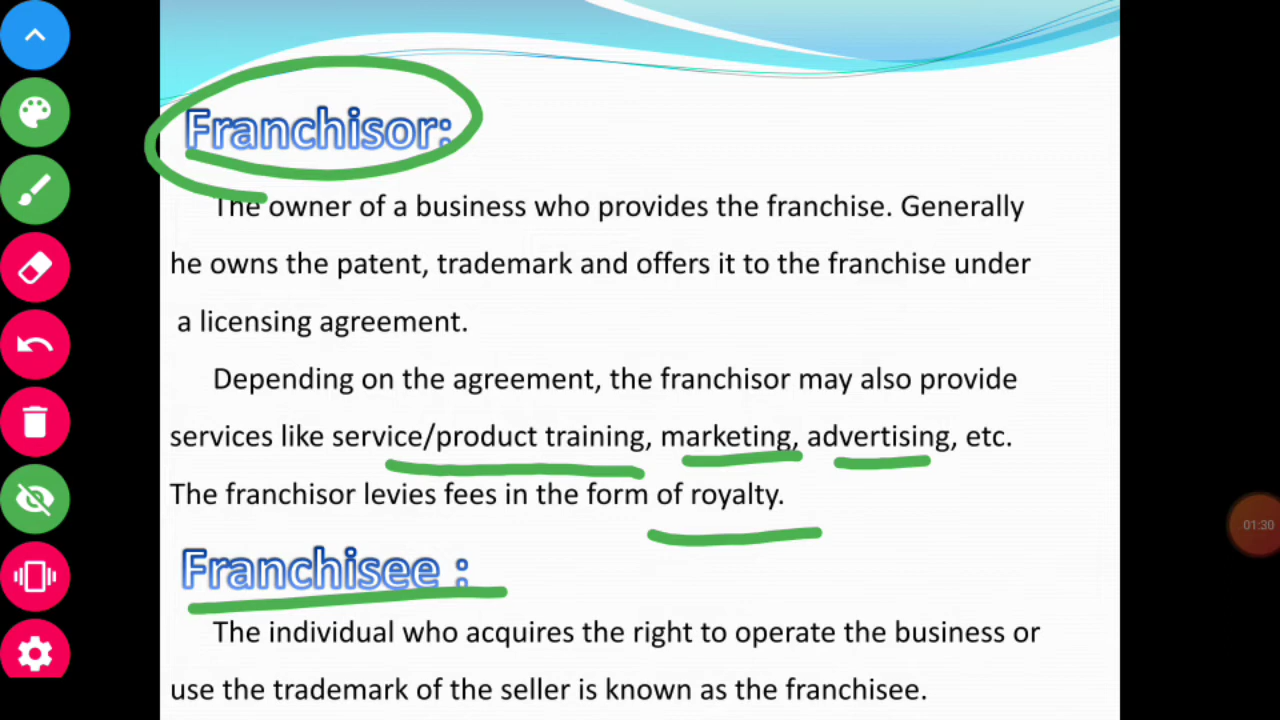 Franchisor:
The owner of a business who provides the franchise. Generally
he owns the patent, trademark and offers it to the franchise under
a licensing agreement.
Depending on the agreement, the franchisor may also provide
services like service/product training, marketing, advertising, etc.
The franchisor levies fees in the form of royalty.
01:30
Franchisee :
The individual who acquires the right to operate the business or
use the trademark of the seller is known as the franchisee.